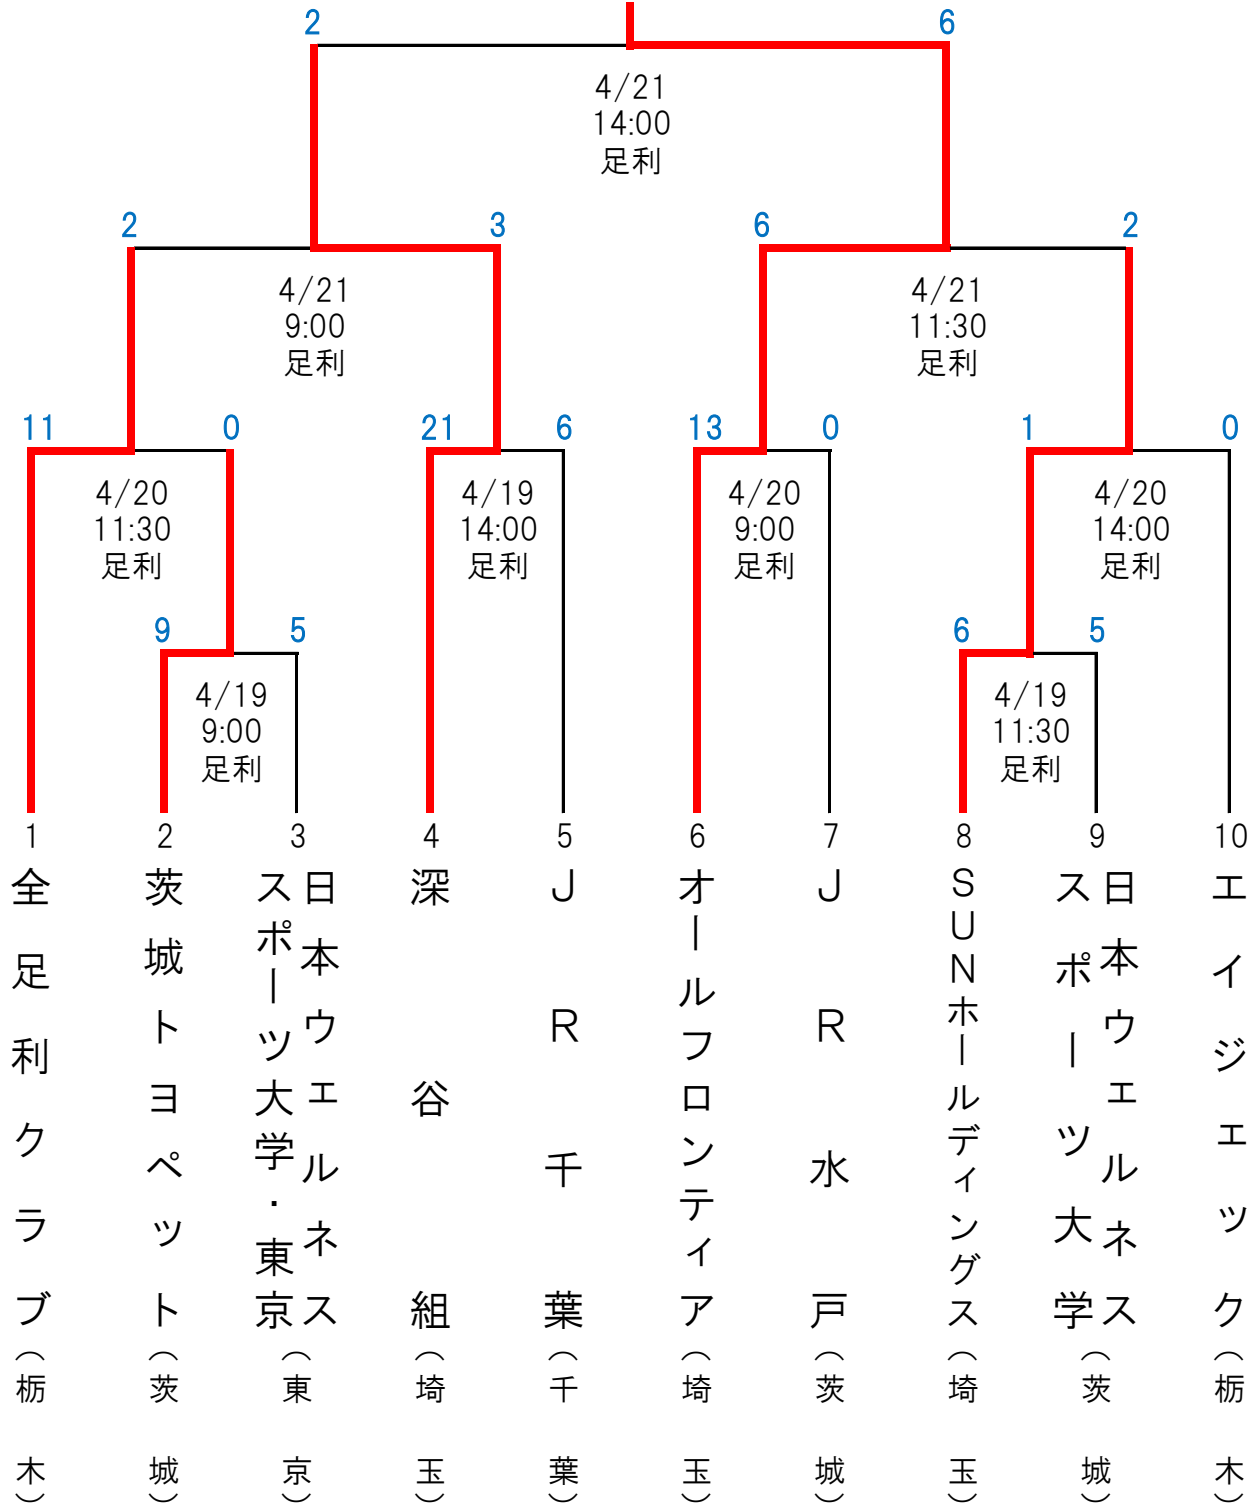 2
6
4/21
14:00
足利
2
3
6
2
4/21
9:00
足利
4/21
11:30
足利
11
0
21
6
13
0
1
0
4/20
11:30
足利
4/19
14:00
足利
4/20
9:00
足利
4/20
14:00
足利
9
5
6
5
4/19
9:00
足利
4/19
11:30
足利
1
2
3
4
5
6
7
8
9
10
全足利クラブ
(栃木)
茨城トヨペット
(茨城)
日本ウェルネス
スポーツ大学・東京
(東京)
深谷組
(埼玉)
JR千葉
(千葉)
オールフロンティア
(埼玉)
JR水戸
(茨城)
SUNホールディングス
(埼玉)
日本ウェルネス
スポーツ大学
(茨城)
エイジェック
(栃木)